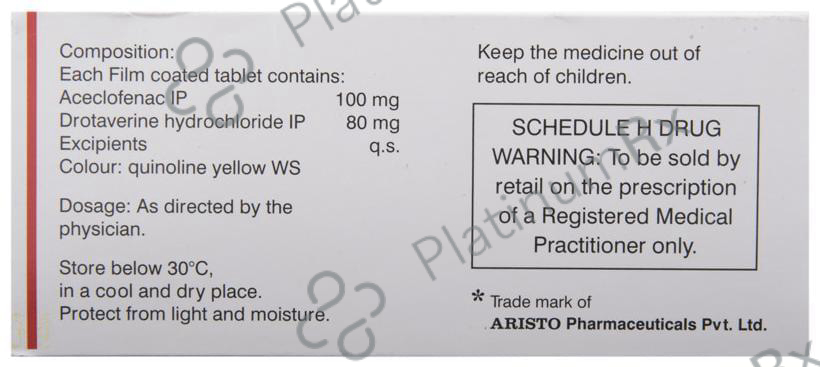 Composition:
Each Film coated tablet contains:
Aceclofenac IP 100 mg
Drotaverine hydrochloride IP 80 mg
Excipients q.s.
Colour: quinoline yellow WS
Dosage: As directed by the
physician.
Store below 30°C,
in a cool and dry place.
Protect from light and moisture.
Keep the medicine out of
reach of children.
SCHEDULE H DRUG
WARNING: To be sold by
retail on the prescription
of a Registered Medical
Practitioner only.
* Trade mark of
ARISTO Pharmaceuticals Pvt. Ltd.
PlatinumRx